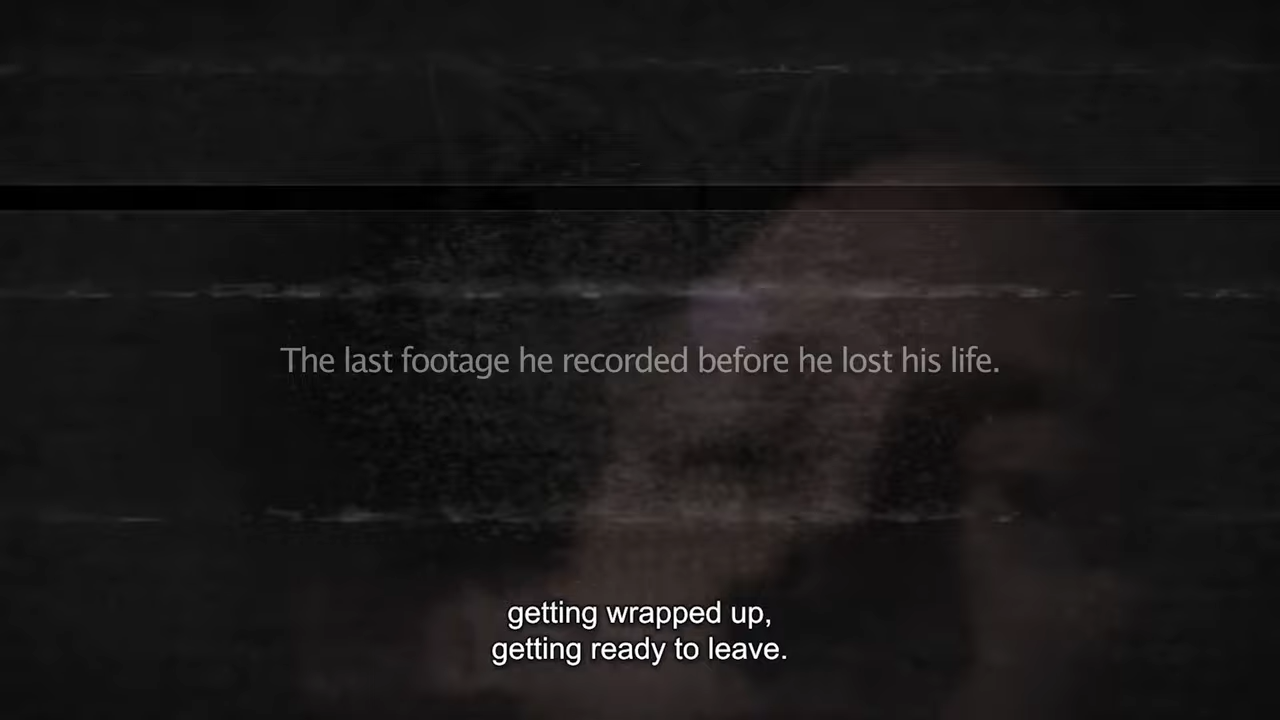 The last footage he recorded before he lost his life.
getting wrapped up,
getting ready to leave.